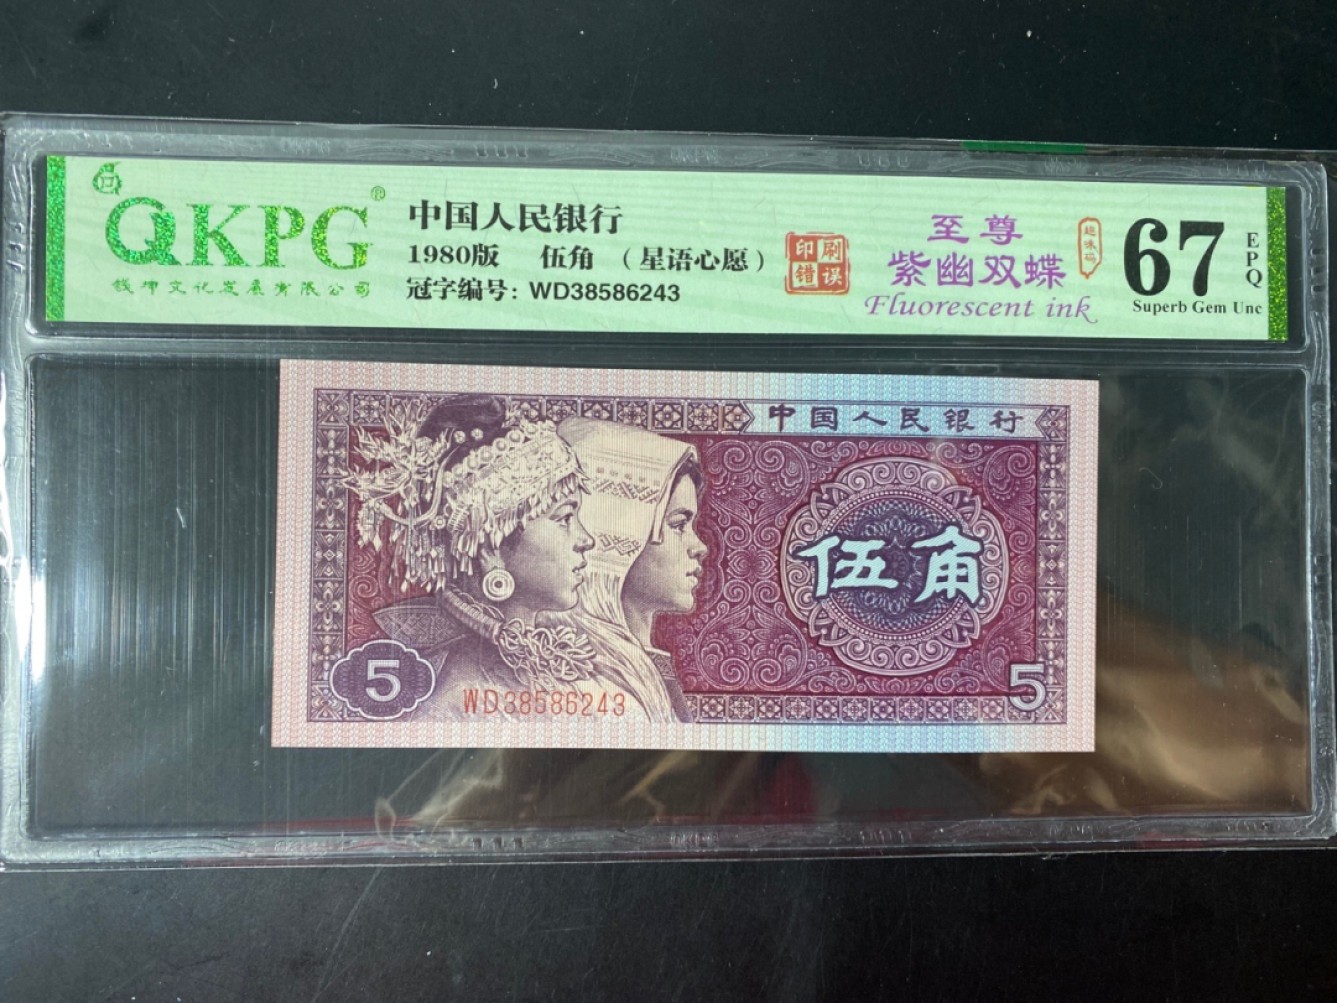 QKPG®
钱坤文化发展有限公司
中国人民银行
1980版 伍角 （星语心愿）
冠字编号：WD38586243
印刷
错误
至尊
紫幽双蝶
Fluorescent ink
趣味码
67
EPQ
Superb Gem Unc
中国人民银行
伍角
5
WD38586243
5